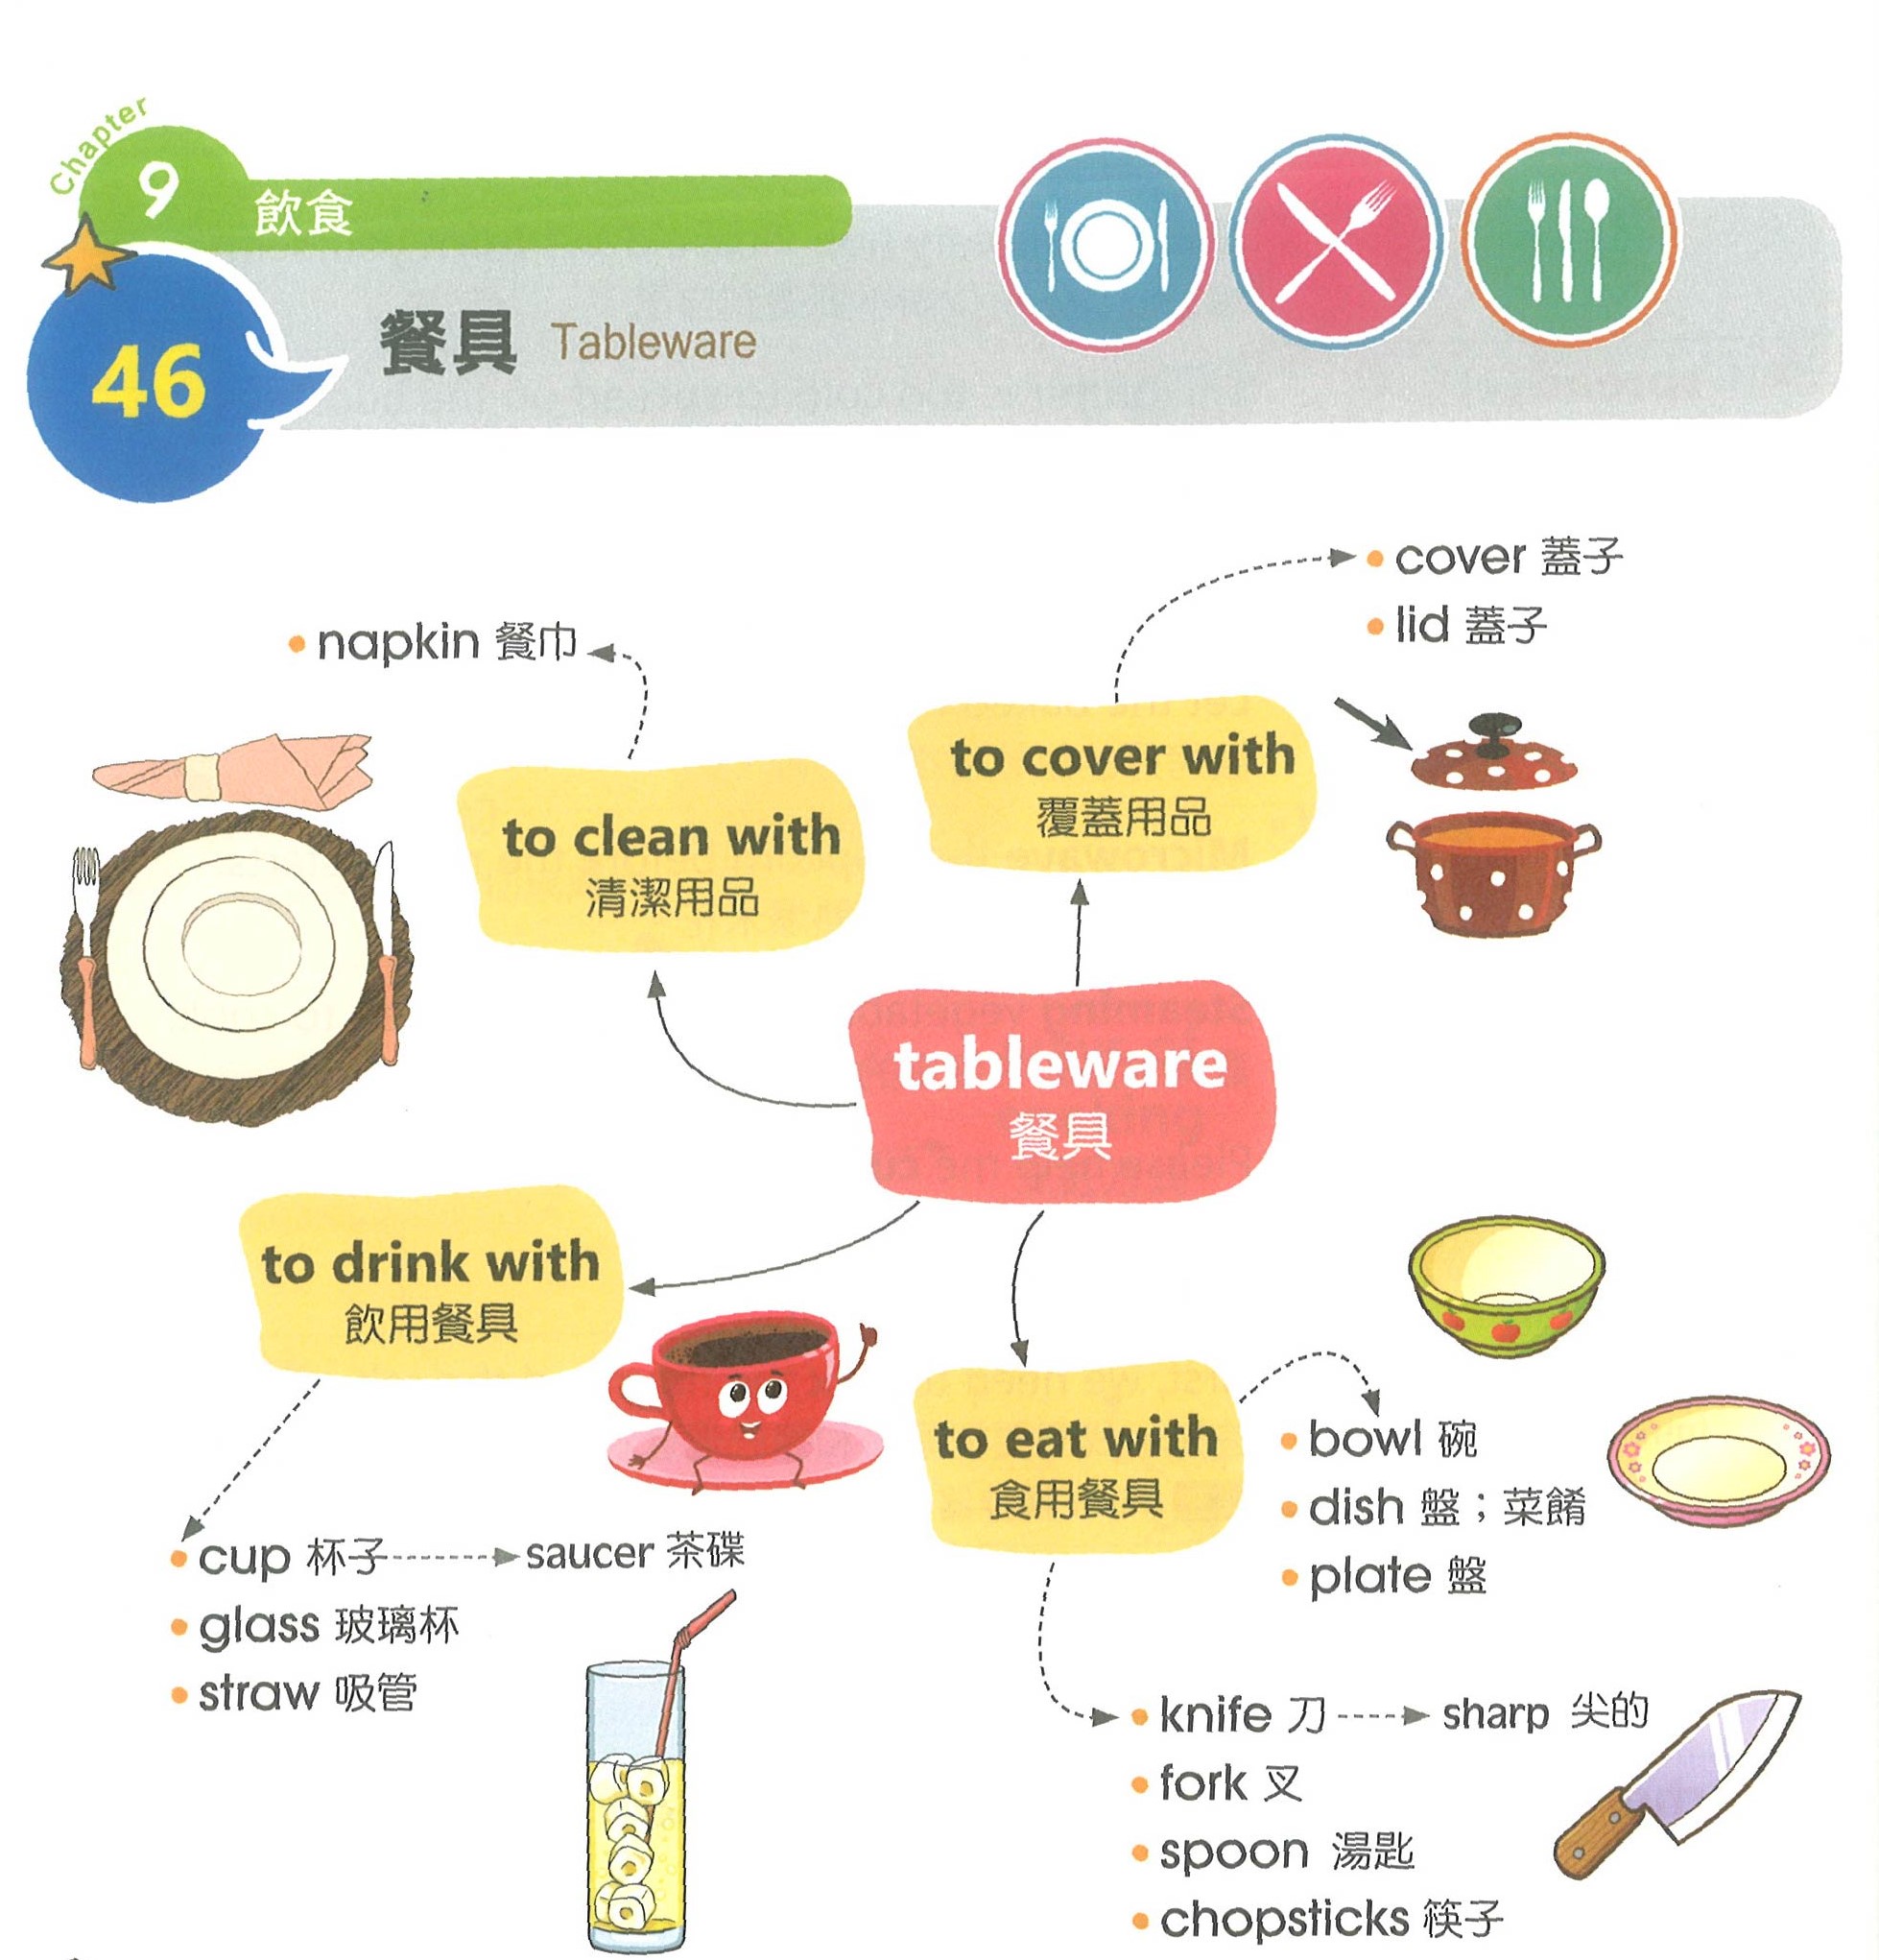 Chapter
9
飲食
46
餐具 Tableware
cover 蓋子
lid 蓋子
napkin 餐巾
to cover with
覆蓋用品
to clean with
清潔用品
tableware
餐具
to drink with
飲用餐具
to eat with
食用餐具
bowl 碗
dish 盤；菜餚
plate 盤
cup 杯子 saucer 茶碟
glass 玻璃杯
straw 吸管
knife 刀 sharp 尖的
fork 叉
spoon 湯匙
chopsticks 筷子